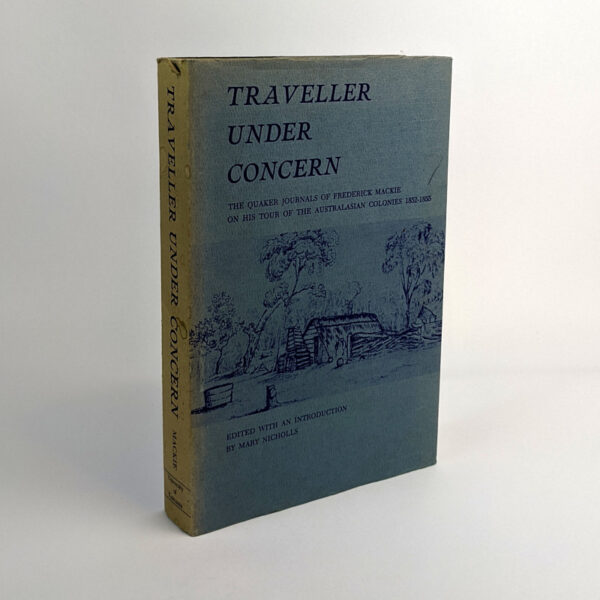 TRAVELLER
UNDER
CONCERN
THE QUAKER JOURNALS OF FREDERICK MACKIE
ON HIS TOUR OF THE AUSTRALASIAN COLONIES 1852-1855
EDITED WITH AN INTRODUCTION
BY MARY NICHOLLS
TRAVELLER UNDER CONCERN
MACKIE